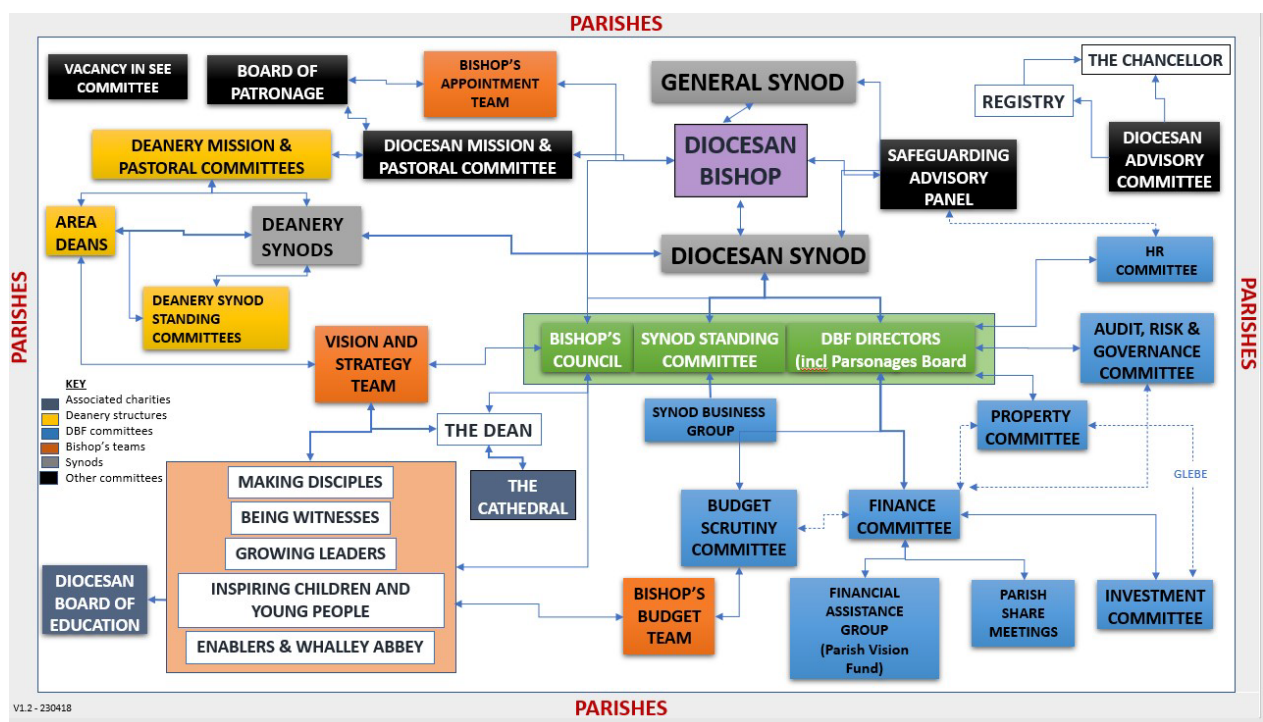 PARISHES
VACANCY IN SEE
COMMITTEE
BOARD OF
PATRONAGE
BISHOP'S
APPOINTMENT
TEAM
GENERAL SYNOD
THE CHANCELLOR
REGISTRY
DEANERY MISSION &
PASTORAL COMMITTEES
DIOCESAN MISSION &
PASTORAL COMMITTEE
DIOCESAN
BISHOP
SAFEGUARDING
ADVISORY
PANEL
DIOCESAN
ADVISORY
COMMITTEE
AREA
DEANS
DEANERY
SYNODS
DIOCESAN SYNOD
HR
COMMITTEE
PARISHES
PARISHES
DEANERY SYNOD
STANDING
COMMITTEES
VISION AND
STRATEGY
TEAM
BISHOP'S
COUNCIL
SYNOD STANDING
COMMITTEE
DBF DIRECTORS
(incl Parsonages Board
AUDIT, RISK &
GOVERNANCE
COMMITTEE
KEY
Associated charities
Deanery structures
DBF committees
Bishop's teams
Synods
Other committees
THE DEAN
SYNOD BUSINESS
GROUP
PROPERTY
COMMITTEE
GLEBE
THE
CATHEDRAL
MAKING DISCIPLES
BEING WITNESSES
GROWING LEADERS
INSPIRING CHILDREN AND
YOUNG PEOPLE
ENABLERS & WHALLEY ABBEY
BUDGET
SCRUTINY
COMMITTEE
FINANCE
COMMITTEE
DIOCESAN
BOARD OF
EDUCATION
BISHOP'S
BUDGET
TEAM
FINANCIAL
ASSISTANCE
GROUP
(Parish Vision
Fund)
PARISH
SHARE
MEETINGS
INVESTMENT
COMMITTEE
V1.2 - 230418
PARISHES